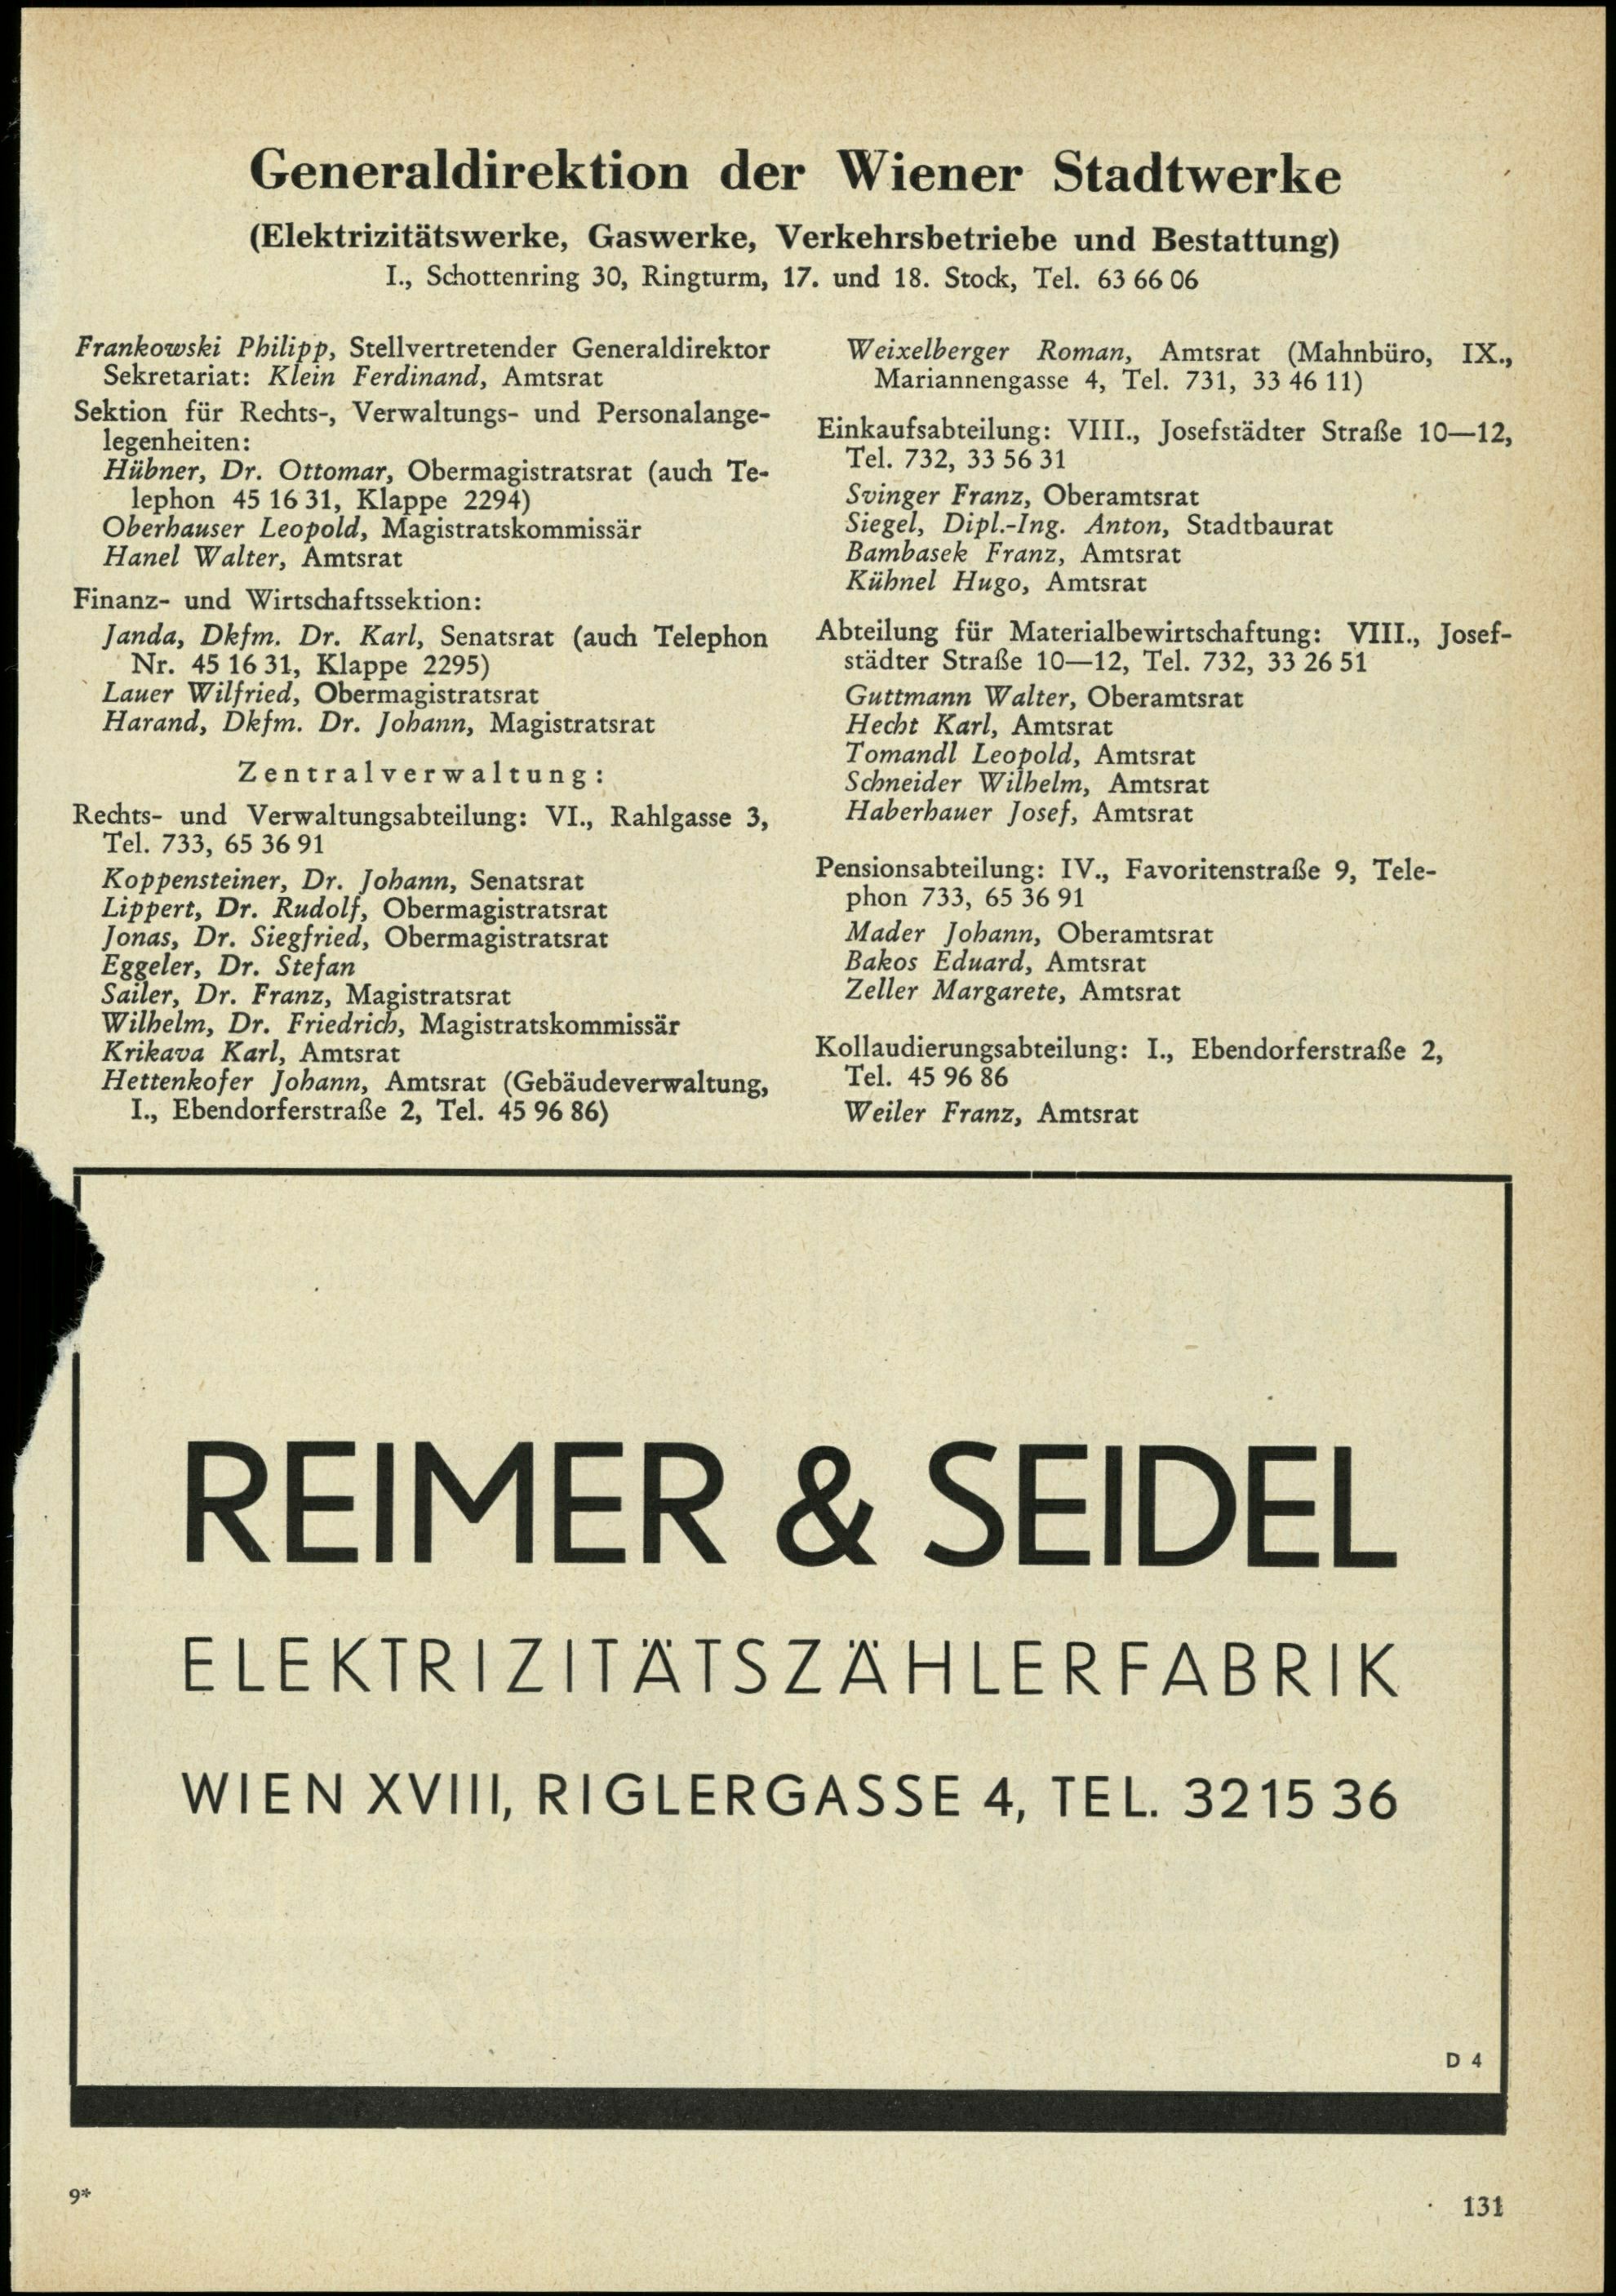 Generaldirektion der Wiener Stadtwerke
(Elektrizitätswerke, Gaswerke, Verkehrsbetriebe und Bestattung)
I., Schottenring 30, Ringturm, 17. und 18. Stock, Tel. 63 66 06
Frankowski Philipp, Stellvertretender Generaldirektor
Sekretariat: Klein Ferdinand, Amtsrat
Sektion für Rechts-, Verwaltungs- und Personalange-
legenheiten:
Hübner, Dr. Ottomar, Obermagistratsrat (auch Te-
lephon 45 16 31, Klappe 2294)
Oberhauser Leopold, Magistratskommissär
Hanel Walter, Amtsrat
Finanz- und Wirtschaftssektion:
Janda, Dkfm. Dr. Karl, Senatsrat (auch Telephon
Nr. 45 16 31, Klappe 2295)
Lauer Wilfried, Obermagistratsrat
Harand, Dkfm. Dr. Johann, Magistratsrat
Zentralverwaltung:
Rechts- und Verwaltungsabteilung: VI., Rahlgasse 3,
Tel. 733, 65 36 91
Koppensteiner, Dr. Johann, Senatsrat
Lippert, Dr. Rudolf, Obermagistratsrat
Jonas, Dr. Siegfried, Obermagistratsrat
Eggeler, Dr. Stefan
Sailer, Dr. Franz, Magistratsrat
Wilhelm, Dr. Friedrich, Magistratskommissär
Krikava Karl, Amtsrat
Hettenkofer Johann, Amtsrat (Gebäudeverwaltung,
I., Ebendorferstraße 2, Tel. 45 96 86)
Weixelberger Roman, Amtsrat (Mahnbüro, IX.,
Mariannengasse 4, Tel. 731, 33 46 11)
Einkaufsabteilung: VIII., Josefstädter Straße 10—12,
Tel. 732, 33 56 31
Svinger Franz, Oberamtsrat
Siegel, Dipl.-Ing. Anton, Stadtbaurat
Bambasek Franz, Amtsrat
Kühnel Hugo, Amtsrat
Abteilung für Materialbewirtschaftung: VIII., Josef-
städter Straße 10—12, Tel. 732, 33 26 51
Guttmann Walter, Oberamtsrat
Hecht Karl, Amtsrat
Tomandl Leopold, Amtsrat
Schneider Wilhelm, Amtsrat
Haberhauer Josef, Amtsrat
Pensionsabteilung: IV., Favoritenstraße 9, Tele-
phon 733, 65 36 91
Mader Johann, Oberamtsrat
Bakos Eduard, Amtsrat
Zeller Margarete, Amtsrat
Kollaudierungsabteilung: I., Ebendorferstraße 2,
Tel. 45 96 86
Weiler Franz, Amtsrat
REIMER & SEIDEL
ELEKTRIZITÄTSZÄHLERFABRIK
WIEN XVIII, RIGLERGASSE 4, TEL. 32 15 36
D 4
9*
131